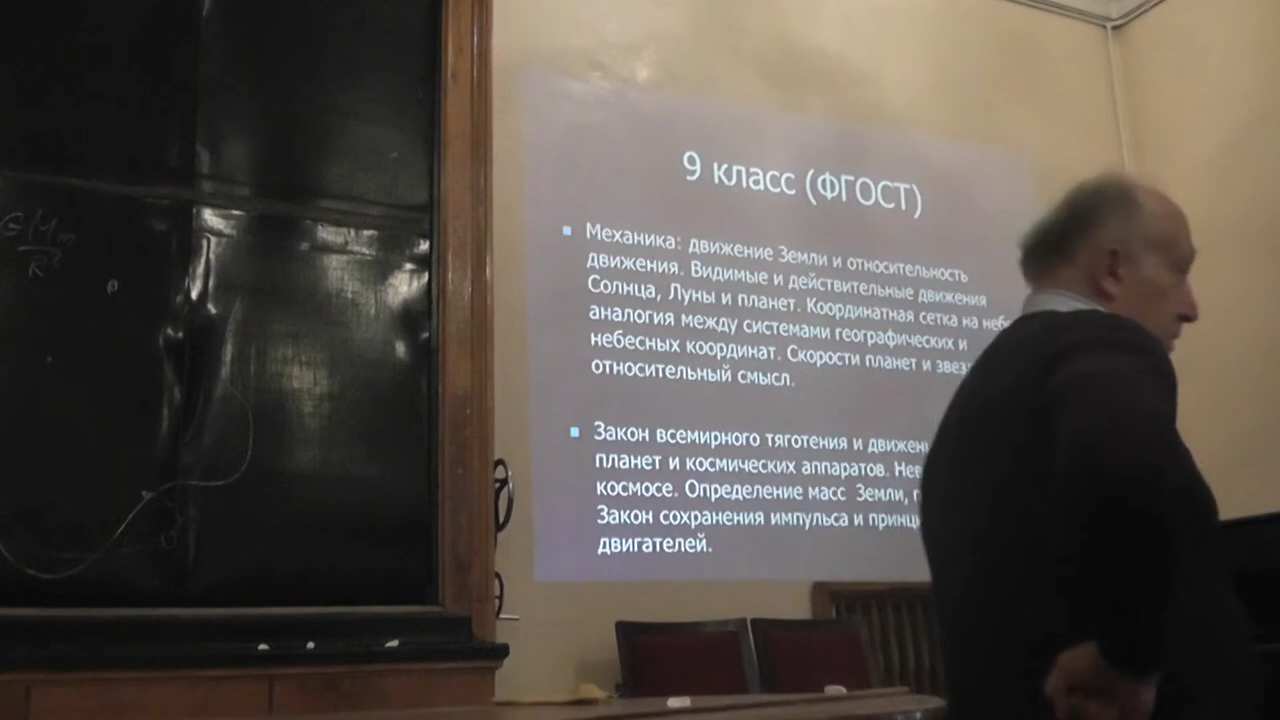 GM
R²
9 класс (ФГОСТ)
Механика: движение Земли и относительность
движения. Видимые и действительные движения
Солнца, Луны и планет. Координатная сетка на
аналогия между системами географических и
небесных координат. Скорости планет и
относительный смысл.
Закон всемирного тяготения и
планет и космических аппаратов.
космосе. Определение масс Земли,
Закон сохранения импульса и
двигателей.